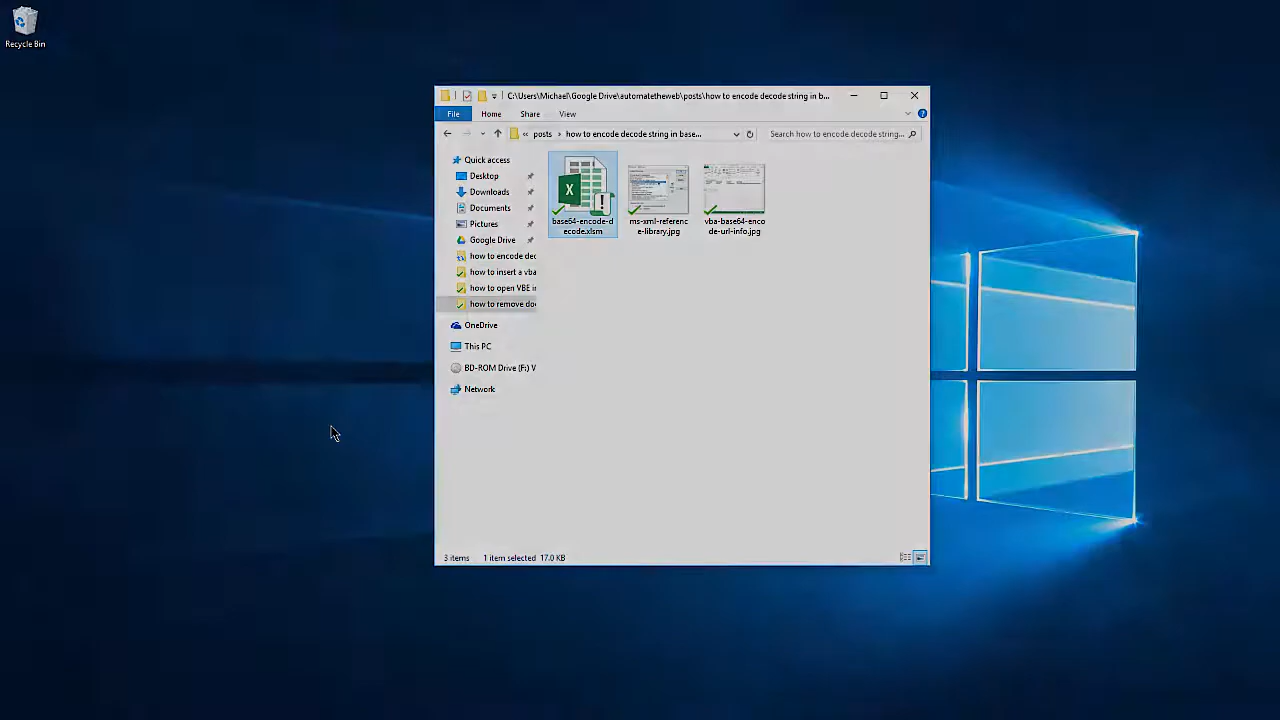 Recycle Bin
C:\Users\Michael\Google Drive\automatetheweb\posts\how to encode decode string in b...
File Home Share View
« posts › how to encode decode string in base...
Search how to encode decode string...
Quick access
Desktop
Downloads
Documents
Pictures
Google Drive
how to encode dec
how to insert a vba
how to open VBE in
how to remove doc
OneDrive
This PC
BD-ROM Drive (F:) V
Network
base64-encode-d
ecode.xlsm
ms-xml-referenc
e-library.jpg
vba-base64-enco
de-url-info.jpg
3 items 1 item selected 17.0 KB